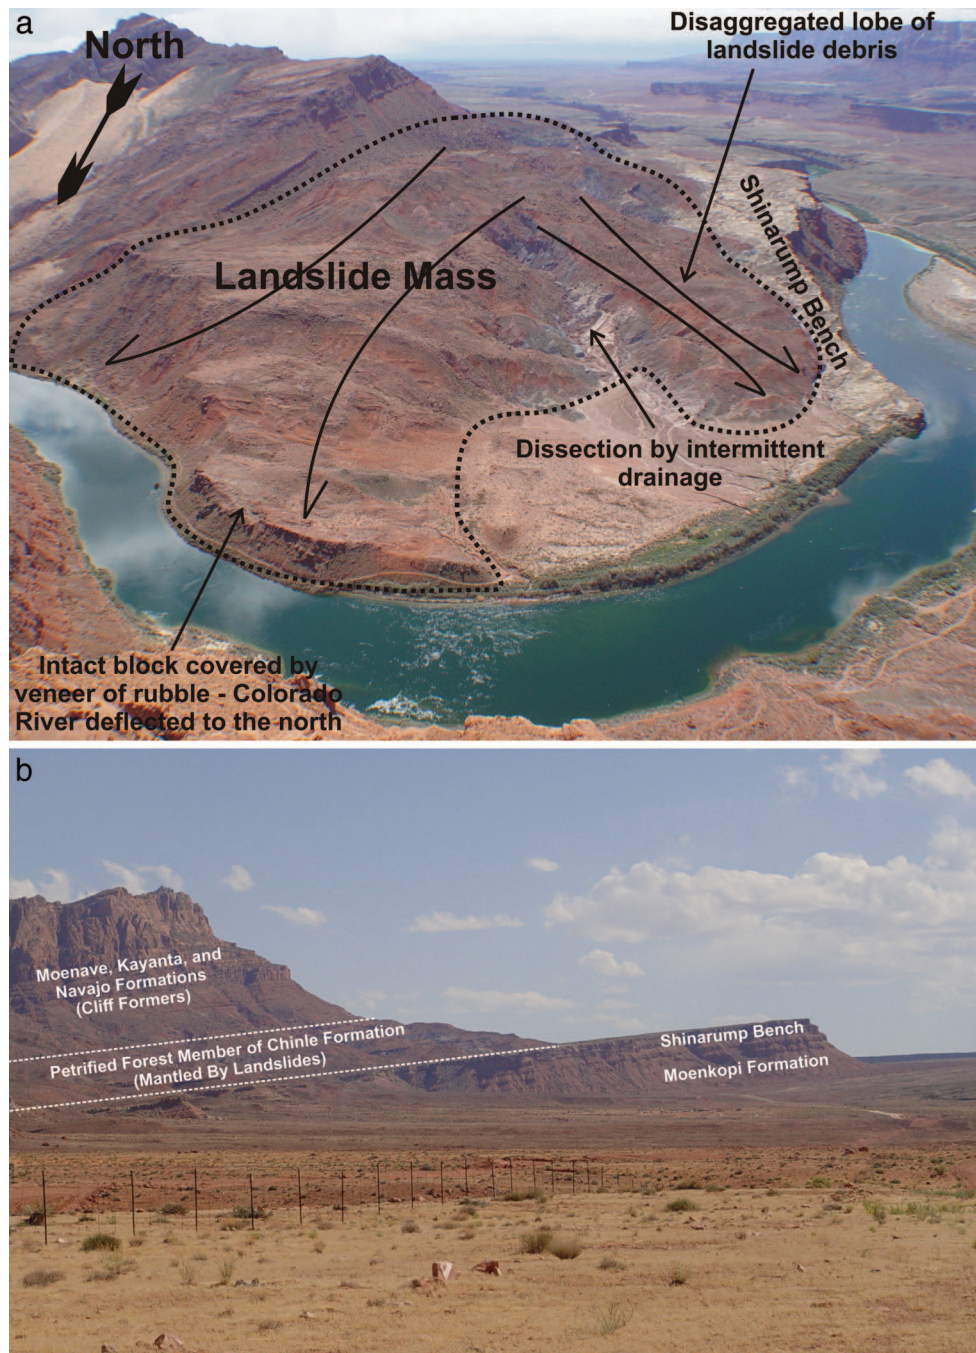 a
North
Disaggregated lobe of
landslide debris
Shinarump Bench
Landslide Mass
Dissection by intermittent
drainage
Intact block covered by
veneer of rubble - Colorado
River deflected to the north
b
Moenave, Kayanta, and
Navajo Formations
(Cliff Formers)
Petrified Forest Member of Chinle Formation
(Mantled By Landslides)
Shinarump Bench
Moenkopi Formation